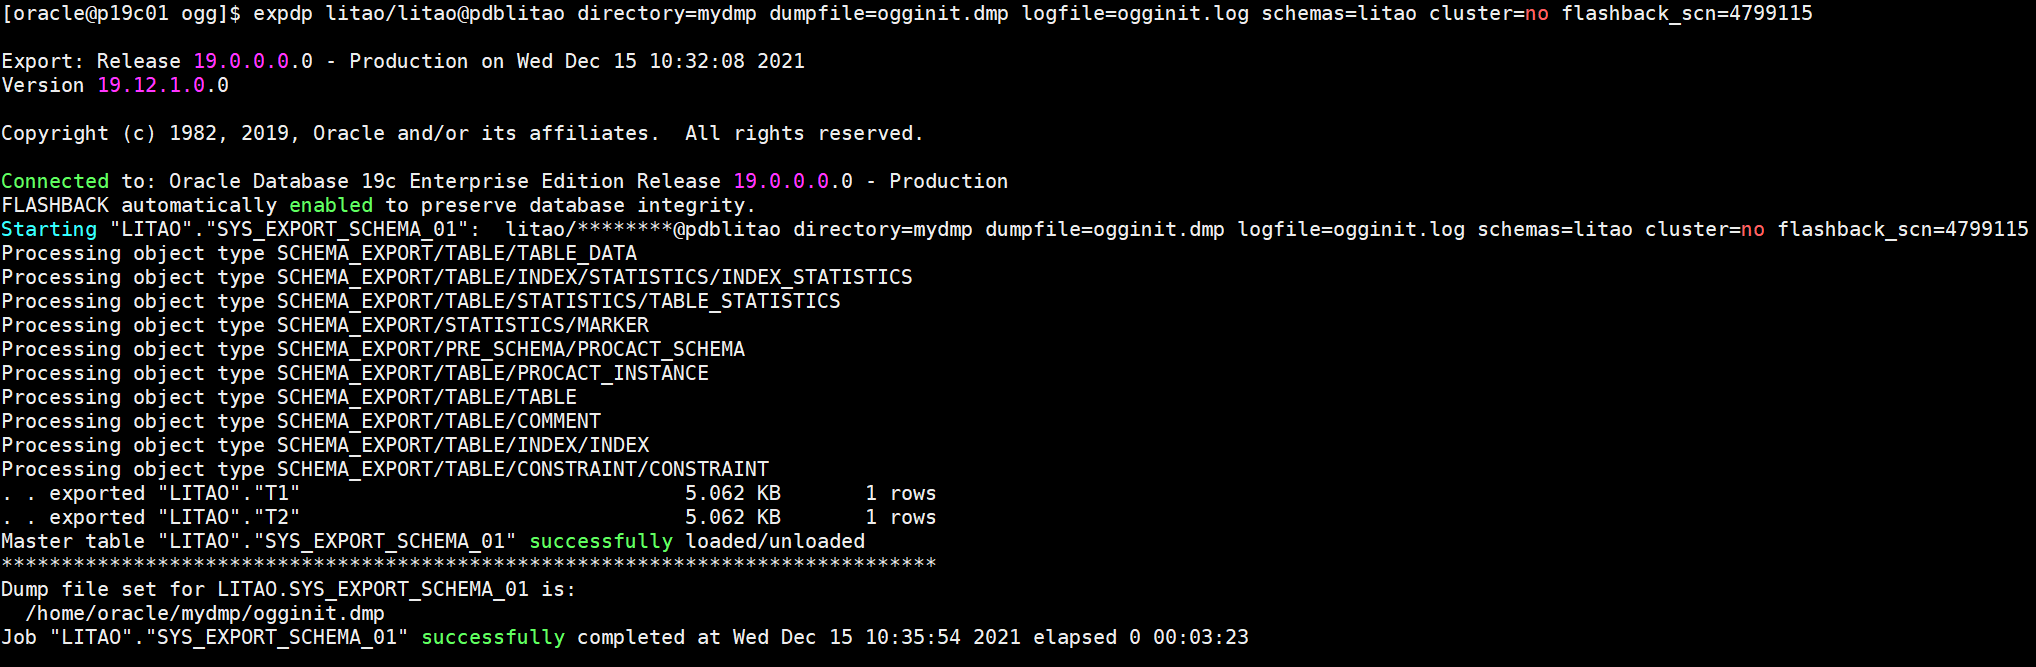 [oracle@p19c01 ogg]$ expdp litao/litao@pdblitao directory=mydmp dumpfile=ogginit.dmp logfile=ogginit.log schemas=litao cluster=no flashback_scn=4799115
Export: Release 19.0.0.0.0 - Production on Wed Dec 15 10:32:08 2021
Version 19.12.1.0.0
Copyright (c) 1982, 2019, Oracle and/or its affiliates.  All rights reserved.
Connected to: Oracle Database 19c Enterprise Edition Release 19.0.0.0.0 - Production
FLASHBACK automatically enabled to preserve database integrity.
Starting "LITAO"."SYS_EXPORT_SCHEMA_01":  litao/********@pdblitao directory=mydmp dumpfile=ogginit.dmp logfile=ogginit.log schemas=litao cluster=no flashback_scn=4799115
Processing object type SCHEMA_EXPORT/TABLE/TABLE_DATA
Processing object type SCHEMA_EXPORT/TABLE/INDEX/STATISTICS/INDEX_STATISTICS
Processing object type SCHEMA_EXPORT/TABLE/STATISTICS/TABLE_STATISTICS
Processing object type SCHEMA_EXPORT/STATISTICS/MARKER
Processing object type SCHEMA_EXPORT/PRE_SCHEMA/PROCACT_SCHEMA
Processing object type SCHEMA_EXPORT/TABLE/PROCACT_INSTANCE
Processing object type SCHEMA_EXPORT/TABLE/TABLE
Processing object type SCHEMA_EXPORT/TABLE/COMMENT
Processing object type SCHEMA_EXPORT/TABLE/INDEX/INDEX
Processing object type SCHEMA_EXPORT/TABLE/CONSTRAINT/CONSTRAINT
. . exported "LITAO"."T1"                                5.062 KB       1 rows
. . exported "LITAO"."T2"                                5.062 KB       1 rows
Master table "LITAO"."SYS_EXPORT_SCHEMA_01" successfully loaded/unloaded
******************************************************************************
Dump file set for LITAO.SYS_EXPORT_SCHEMA_01 is:
  /home/oracle/mydmp/ogginit.dmp
Job "LITAO"."SYS_EXPORT_SCHEMA_01" successfully completed at Wed Dec 15 10:35:54 2021 elapsed 0 00:03:23